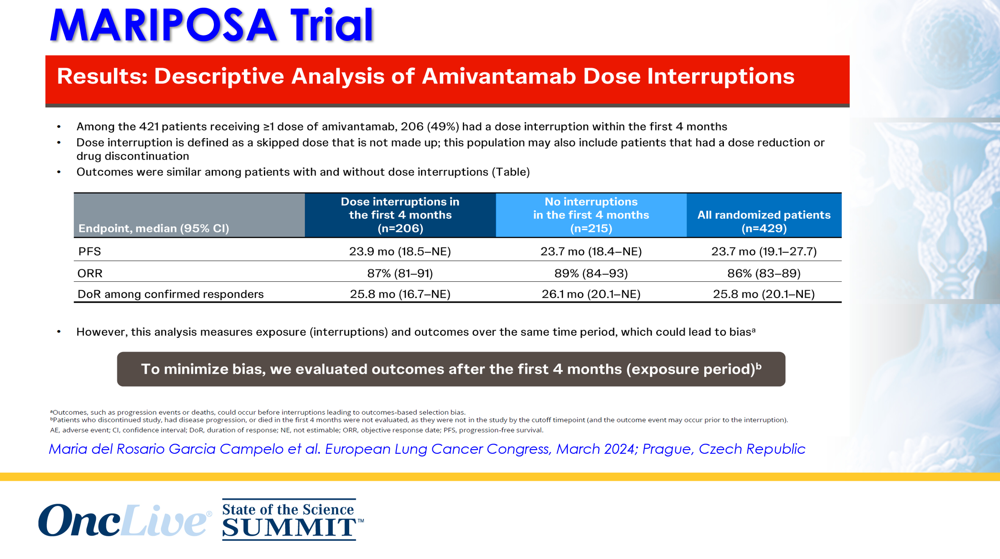 MARIPOSA Trial
Results: Descriptive Analysis of Amivantamab Dose Interruptions
• Among the 421 patients receiving ≥1 dose of amivantamab, 206 (49%) had a dose interruption within the first 4 months
• Dose interruption is defined as a skipped dose that is not made up; this population may also include patients that had a dose reduction or
drug discontinuation
• Outcomes were similar among patients with and without dose interruptions (Table)
Endpoint, median (95% CI)
Dose interruptions in
the first 4 months
(n=206)
No interruptions
in the first 4 months
(n=215)
All randomized patients
(n=429)
PFS 23.9 mo (18.5–NE) 23.7 mo (18.4–NE) 23.7 mo (19.1–27.7)
ORR 87% (81–91) 89% (84–93) 86% (83–89)
DoR among confirmed responders 25.8 mo (16.7–NE) 26.1 mo (20.1–NE) 25.8 mo (20.1–NE)
• However, this analysis measures exposure (interruptions) and outcomes over the same time period, which could lead to biasᵃ
To minimize bias, we evaluated outcomes after the first 4 months (exposure period)ᵇ
ᵃOutcomes, such as progression events or deaths, could occur before interruptions leading to outcomes-based selection bias.
ᵇPatients who discontinued study, had disease progression, or died in the first 4 months were not evaluated, as they were not in the study by the cutoff timepoint (and the outcome event may occur prior to the interruption).
AE, adverse event; CI, confidence interval; DoR, duration of response; NE, not estimable; ORR, objective response date; PFS, progression-free survival.
Maria del Rosario Garcia Campelo et al. European Lung Cancer Congress, March 2024; Prague, Czech Republic
OncLive®
State of the Science
SUMMIT™